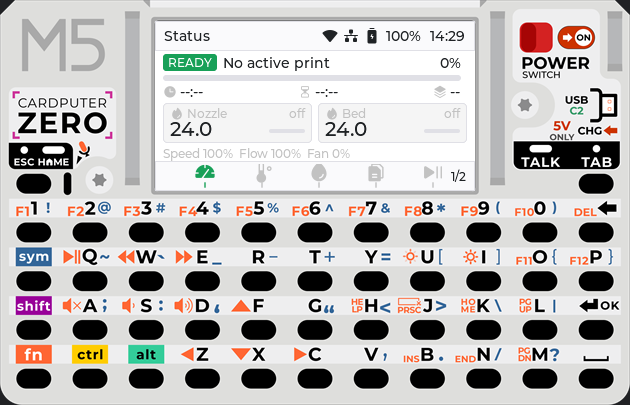 M5
CARDPUTER
ZERO
ESC HOME
Status 100% 14:29
READY No active print 0%
--:-- --:-- --
Nozzle off Bed off
24.0 24.0
Speed 100% Flow 100% Fan 0%
1/2
ON
POWER
SWITCH
USB
C2
5V
ONLY CHG
TALK TAB
F1 1 ! F2 2 @ F3 3 # F4 4 $ F5 5 % F6 6 ^ F7 7 & F8 8 * F9 9 ( F10 0 ) DEL
sym Q ~ W ` E _ R - T + Y = U [ I ] F11 O { F12 P }
shift A ; S : D , F G “ HELP H < PRSC J > HOME K \ PG UP L | OK
fn ctrl alt Z X C V , INS B . END N / PG DN M ?